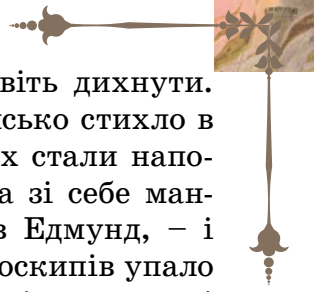 віть дихнути.
сько стихло в
х стали напо-
а зі себе ман-
в Едмунд, – і
оскипів упало